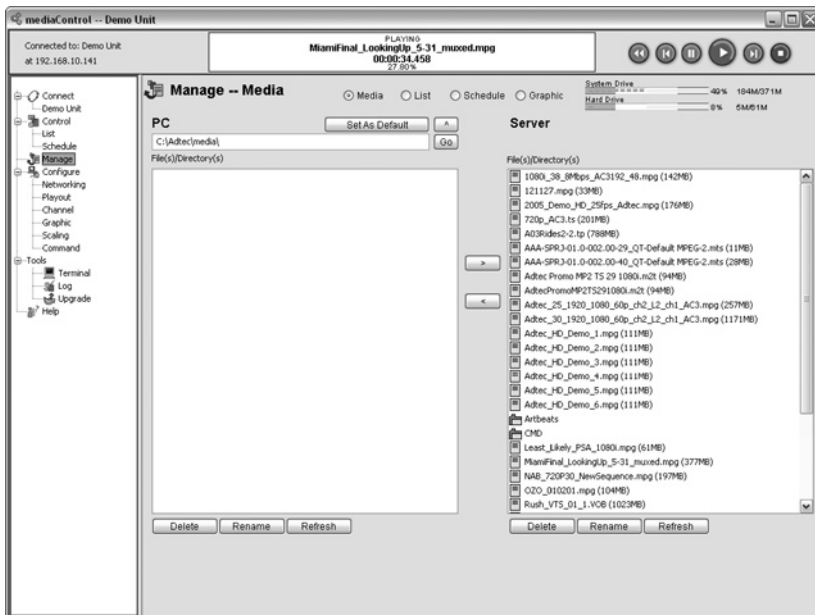 mediaControl -- Demo Unit
Connected to: Demo Unit
at 192.168.10.141
PLAYING
MiamiFinal_LookingUp_5-31_muxed.mpg
00:00:34.458
27.80%
Connect
Demo Unit
Control
List
Schedule
Manage
Configure
Networking
Playout
Channel
Graphic
Scaling
Command
Tools
Terminal
Log
Upgrade
Help
Manage -- Media
Media
List
Schedule
Graphic
System Drive
49% 184M/371M
Hard Drive
8% 5M/61M
PC
Set As Default
^
C:\Adtec\media\
Go
File(s)/Directory(s)
Delete
Rename
Refresh
>
<
Server
File(s)/Directory(s)
1080i_38_8Mbps_AC3192_48.mpg (142MB)
121127.mpg (33MB)
2005_Demo_HD_25fps_Adtec.mpg (176MB)
720p_AC3.ts (201MB)
A03Rides2-2.tp (788MB)
AAA-SPRJ-01.0-002.00-29_QT-Default MPEG-2.mts (11MB)
AAA-SPRJ-01.0-002.00-40_QT-Default MPEG-2.mts (28MB)
Adtec Promo MP2 TS 29 1080i.m2t (94MB)
AdtecPromoMP2TS291080i.m2t (94MB)
Adtec_25_1920_1080_60p_ch2_L2_ch1_AC3.mpg (257MB)
Adtec_30_1920_1080_60p_ch2_L2_ch1_AC3.mpg (1171MB)
Adtec_HD_Demo_1.mpg (111MB)
Adtec_HD_Demo_2.mpg (111MB)
Adtec_HD_Demo_3.mpg (111MB)
Adtec_HD_Demo_4.mpg (111MB)
Adtec_HD_Demo_5.mpg (111MB)
Adtec_HD_Demo_6.mpg (111MB)
Artbeats
CMD
Least_Likely_PSA_1080i.mpg (61MB)
MiamiFinal_LookingUp_5-31_muxed.mpg (377MB)
NAB_720P30_NewSequence.mpg (197MB)
OZO_010201.mpg (104MB)
Rush_VTS_01_1.VOB (1023MB)
Delete
Rename
Refresh